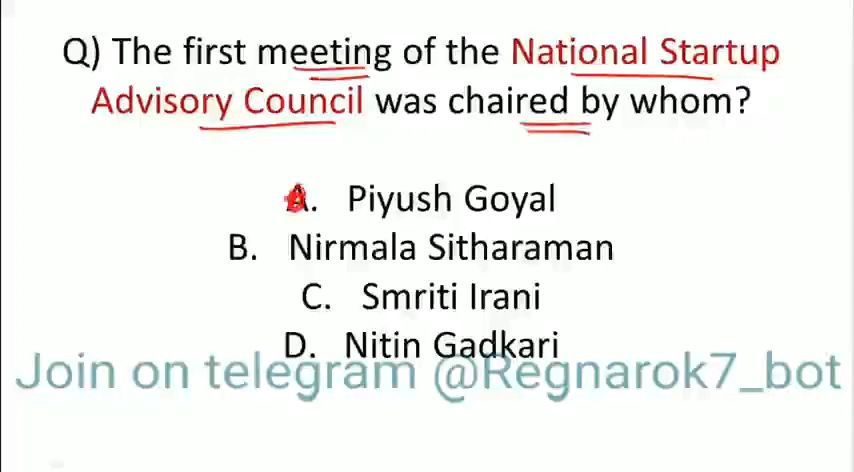 Q) The first meeting of the National Startup
Advisory Council was chaired by whom?
A. Piyush Goyal
B. Nirmala Sitharaman
C. Smriti Irani
D. Nitin Gadkari
Join on telegram @Regnarok7_bot